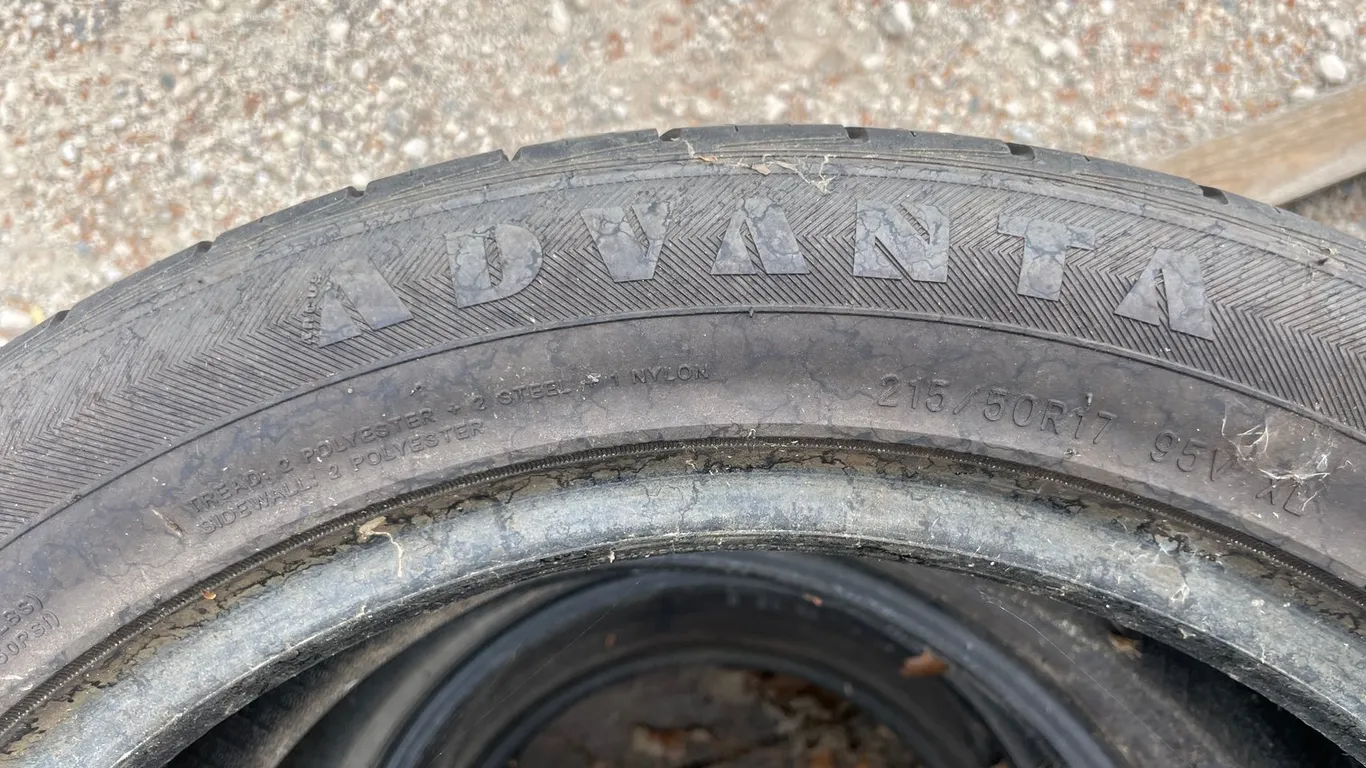 ADVANTA
TREAD: 2 POLYESTER + 2 STEEL + 1 NYLON
SIDEWALL: 2 POLYESTER
215/50R17 95V XL